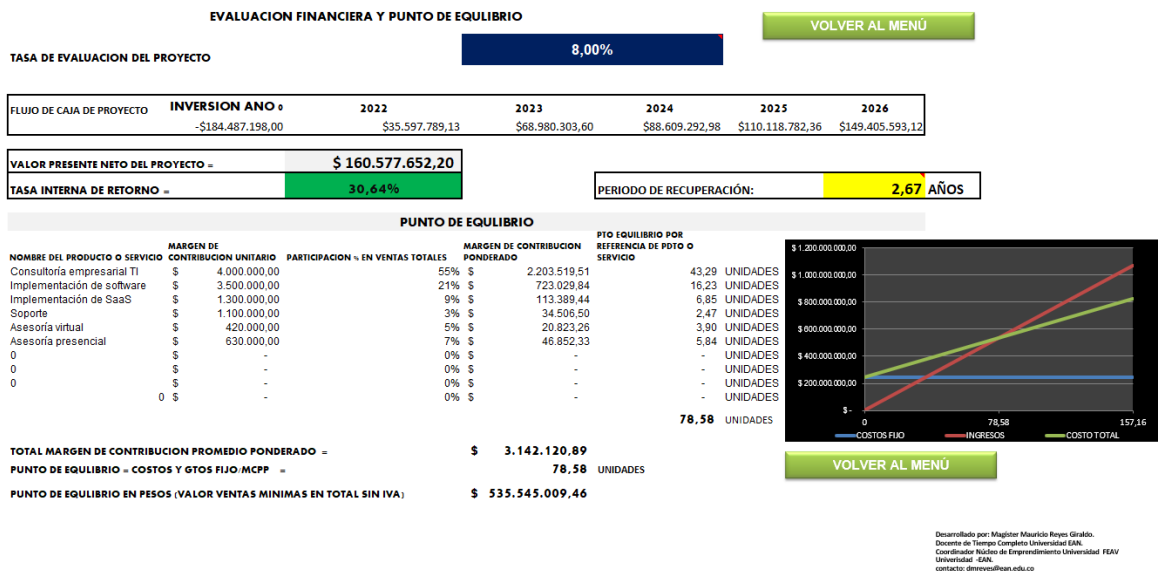 EVALUACION FINANCIERA Y PUNTO DE EQULIBRIO
VOLVER AL MENÚ
TASA DE EVALUACION DEL PROYECTO 8,00%
FLUJO DE CAJA DE PROYECTO INVERSION ANO 0 2022 2023 2024 2025 2026
-$184.487.198,00 $35.597.789,13 $68.980.303,60 $88.609.292,98 $110.118.782,36 $149.405.593,12
VALOR PRESENTE NETO DEL PROYECTO = $ 160.577.652,20
TASA INTERNA DE RETORNO = 30,64% PERIODO DE RECUPERACIÓN: 2,67 AÑOS
PUNTO DE EQULIBRIO
NOMBRE DEL PRODUCTO O SERVICIO MARGEN DE CONTRIBUCION UNITARIO PARTICIPACION % EN VENTAS TOTALES MARGEN DE CONTRIBUCION PONDERADO PTO EQUILIBRIO POR REFERENCIA DE PDTO O SERVICIO
Consultoría empresarial TI $ 4.000.000,00 55% $ 2.203.519,51 43,29 UNIDADES
Implementación de software $ 3.500.000,00 21% $ 723.029,84 16,23 UNIDADES
Implementación de SaaS $ 1.300.000,00 9% $ 113.389,44 6,85 UNIDADES
Soporte $ 1.100.000,00 3% $ 34.506,50 2,47 UNIDADES
Asesoría virtual $ 420.000,00 5% $ 20.823,26 3,90 UNIDADES
Asesoría presencial $ 630.000,00 7% $ 46.852,33 5,84 UNIDADES
0 $ - 0% $ - - UNIDADES
0 $ - 0% $ - - UNIDADES
0 $ - 0% $ - - UNIDADES
0 $ - 0% $ - - UNIDADES
78,58 UNIDADES
$ 1.200.000.000,00
$ 1.000.000.000,00
$ 800.000.000,00
$ 600.000.000,00
$ 400.000.000,00
$ 200.000.000,00
$ -
0 78,58 157,16
COSTOS FIJO INGRESOS COSTO TOTAL
TOTAL MARGEN DE CONTRIBUCION PROMEDIO PONDERADO = $ 3.142.120,89
PUNTO DE EQULIBRIO = COSTOS Y GTOS FIJO/MCPP = 78,58 UNIDADES
VOLVER AL MENÚ
PUNTO DE EQULIBRIO EN PESOS (VALOR VENTAS MINIMAS EN TOTAL SIN IVA) $ 535.545.009,46
Desarrollado por: Magister Mauricio Reyes Giraldo.
Docente de Tiempo Completo Universidad EAN.
Coordinador Núcleo de Emprendimiento Universidad FEAV
Univerisdad -EAN.
contacto: dmreyes@ean.edu.co